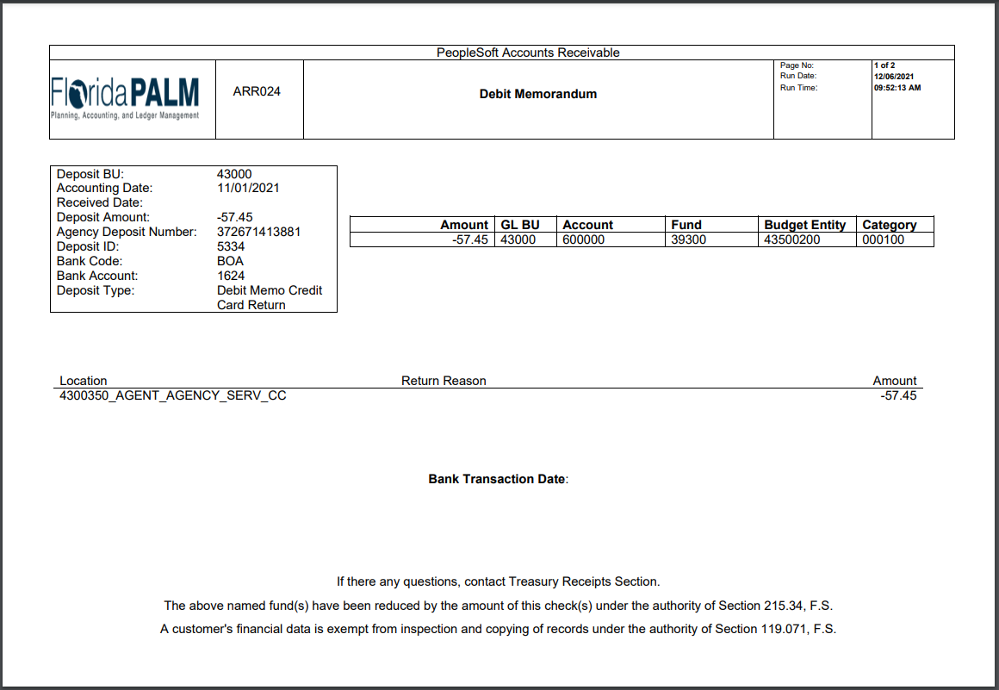 PeopleSoft Accounts Receivable
Florida PALM
Planning, Accounting, and Ledger Management
ARR024
Debit Memorandum
Page No: 1 of 2
Run Date: 12/06/2021
Run Time: 09:52:13 AM
Deposit BU: 43000
Accounting Date: 11/01/2021
Received Date:
Deposit Amount: -57.45
Agency Deposit Number: 372671413881
Deposit ID: 5334
Bank Code: BOA
Bank Account: 1624
Deposit Type: Debit Memo Credit
Card Return
Amount GL BU Account Fund Budget Entity Category
-57.45 43000 600000 39300 43500200 000100
Location Return Reason Amount
4300350_AGENT_AGENCY_SERV_CC -57.45
Bank Transaction Date:
If there any questions, contact Treasury Receipts Section.
The above named fund(s) have been reduced by the amount of this check(s) under the authority of Section 215.34, F.S.
A customer's financial data is exempt from inspection and copying of records under the authority of Section 119.071, F.S.